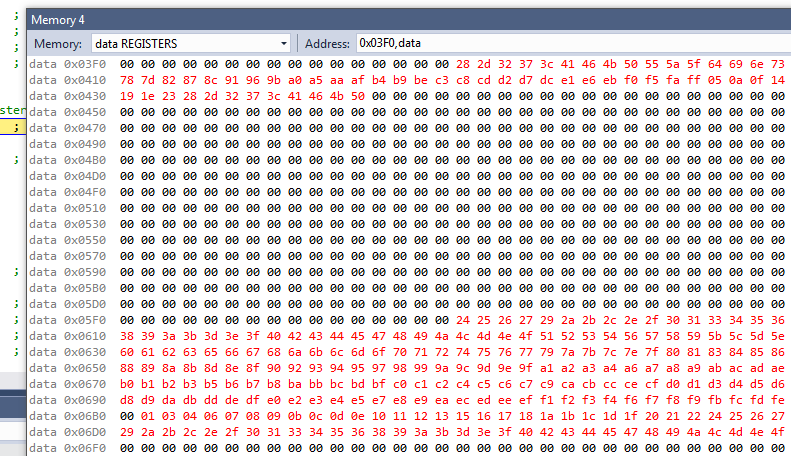 ;
Memory 4
;
Memory: data REGISTERS Address: 0x03F0,data
;
; data 0x03F0 00 00 00 00 00 00 00 00 00 00 00 00 00 00 00 00 28 2d 32 37 3c 41 46 4b 50 55 5a 5f 64 69 6e 73
data 0x0410 78 7d 82 87 8c 91 96 9b a0 a5 aa af b4 b9 be c3 c8 cd d2 d7 dc e1 e6 eb f0 f5 fa ff 05 0a 0f 14
data 0x0430 19 1e 23 28 2d 32 37 3c 41 46 4b 50 00 00 00 00 00 00 00 00 00 00 00 00 00 00 00 00 00 00 00 00
data 0x0450 00 00 00 00 00 00 00 00 00 00 00 00 00 00 00 00 00 00 00 00 00 00 00 00 00 00 00 00 00 00 00 00
; data 0x0470 00 00 00 00 00 00 00 00 00 00 00 00 00 00 00 00 00 00 00 00 00 00 00 00 00 00 00 00 00 00 00 00
data 0x0490 00 00 00 00 00 00 00 00 00 00 00 00 00 00 00 00 00 00 00 00 00 00 00 00 00 00 00 00 00 00 00 00
; data 0x04B0 00 00 00 00 00 00 00 00 00 00 00 00 00 00 00 00 00 00 00 00 00 00 00 00 00 00 00 00 00 00 00 00
data 0x04D0 00 00 00 00 00 00 00 00 00 00 00 00 00 00 00 00 00 00 00 00 00 00 00 00 00 00 00 00 00 00 00 00
data 0x04F0 00 00 00 00 00 00 00 00 00 00 00 00 00 00 00 00 00 00 00 00 00 00 00 00 00 00 00 00 00 00 00 00
data 0x0510 00 00 00 00 00 00 00 00 00 00 00 00 00 00 00 00 00 00 00 00 00 00 00 00 00 00 00 00 00 00 00 00
data 0x0530 00 00 00 00 00 00 00 00 00 00 00 00 00 00 00 00 00 00 00 00 00 00 00 00 00 00 00 00 00 00 00 00
data 0x0550 00 00 00 00 00 00 00 00 00 00 00 00 00 00 00 00 00 00 00 00 00 00 00 00 00 00 00 00 00 00 00 00
data 0x0570 00 00 00 00 00 00 00 00 00 00 00 00 00 00 00 00 00 00 00 00 00 00 00 00 00 00 00 00 00 00 00 00
; data 0x0590 00 00 00 00 00 00 00 00 00 00 00 00 00 00 00 00 00 00 00 00 00 00 00 00 00 00 00 00 00 00 00 00
data 0x05B0 00 00 00 00 00 00 00 00 00 00 00 00 00 00 00 00 00 00 00 00 00 00 00 00 00 00 00 00 00 00 00 00
; data 0x05D0 00 00 00 00 00 00 00 00 00 00 00 00 00 00 00 00 00 00 00 00 00 00 00 00 00 00 00 00 00 00 00 00
; data 0x05F0 00 00 00 00 00 00 00 00 00 00 00 00 00 00 00 00 24 25 26 27 29 2a 2b 2c 2e 2f 30 31 33 34 35 36
; data 0x0610 38 39 3a 3b 3d 3e 3f 40 42 43 44 45 47 48 49 4a 4c 4d 4e 4f 51 52 53 54 56 57 58 59 5b 5c 5d 5e
; data 0x0630 60 61 62 63 65 66 67 68 6a 6b 6c 6d 6f 70 71 72 74 75 76 77 79 7a 7b 7c 7e 7f 80 81 83 84 85 86
data 0x0650 88 89 8a 8b 8d 8e 8f 90 92 93 94 95 97 98 99 9a 9c 9d 9e 9f a1 a2 a3 a4 a6 a7 a8 a9 ab ac ad ae
data 0x0670 b0 b1 b2 b3 b5 b6 b7 b8 ba bb bc bd bf c0 c1 c2 c4 c5 c6 c7 c9 ca cb cc ce cf d0 d1 d3 d4 d5 d6
data 0x0690 d8 d9 da db dd de df e0 e2 e3 e4 e5 e7 e8 e9 ea ec ed ee ef f1 f2 f3 f4 f6 f7 f8 f9 fb fc fd fe
data 0x06B0 00 01 03 04 06 07 08 09 0b 0c 0d 0e 10 11 12 13 15 16 17 18 1a 1b 1c 1d 1f 20 21 22 24 25 26 27
data 0x06D0 29 2a 2b 2c 2e 2f 30 31 33 34 35 36 38 39 3a 3b 3d 3e 3f 40 42 43 44 45 47 48 49 4a 4c 4d 4e 4f
data 0x06F0 00 00 00 00 00 00 00 00 00 00 00 00 00 00 00 00 00 00 00 00 00 00 00 00 00 00 00 00 00 00 00 00